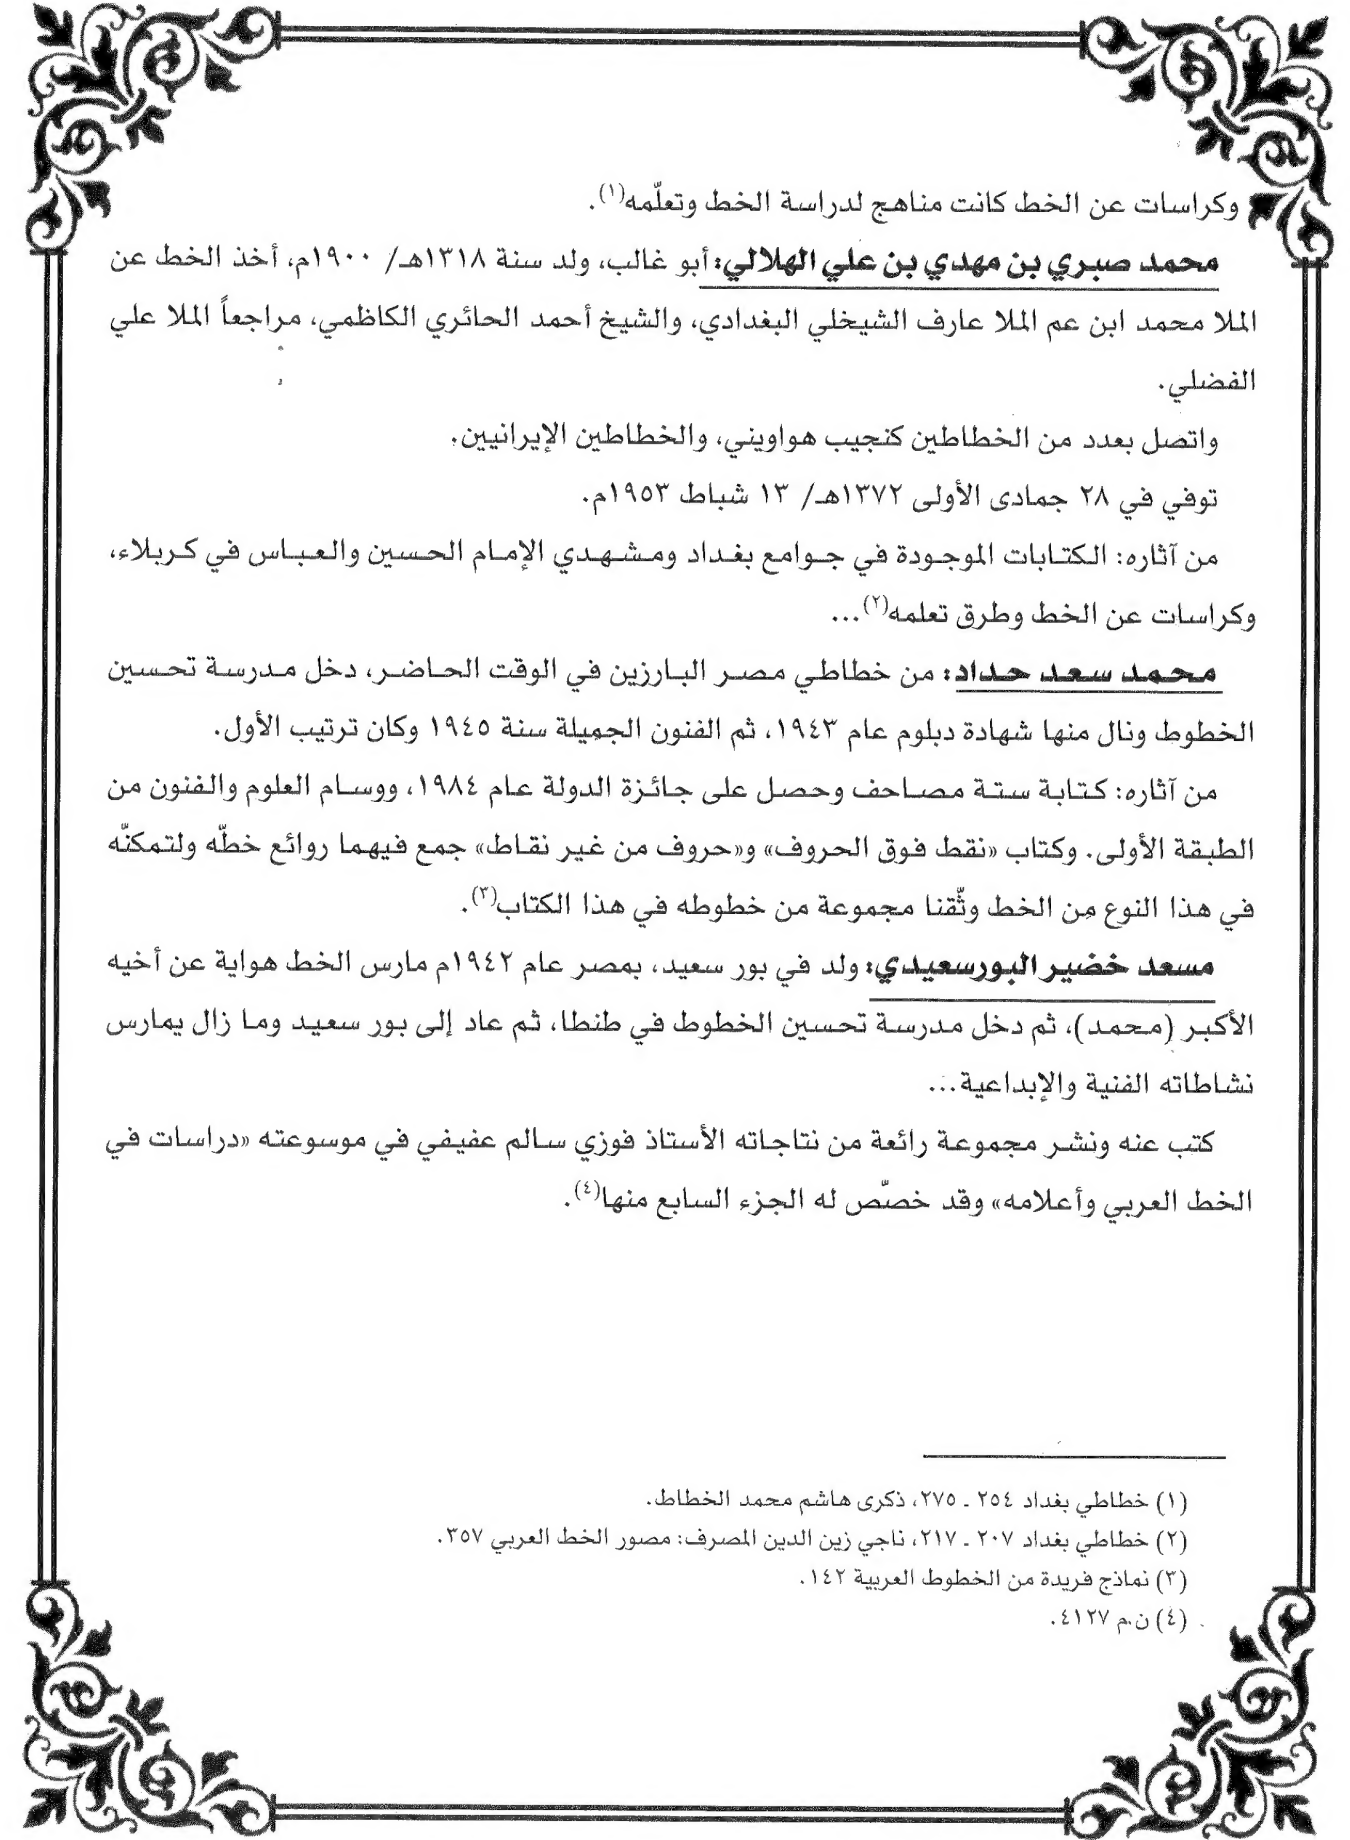 وكراسات عن الخط كانت مناهج لدراسة الخط وتعلّمه(١).
محمد صبري بن مهدي بن علي الهلالي: أبو غالب، ولد سنة ١٣١٨هـ/ ١٩٠٠م، أخذ الخط عن
الملا محمد ابن عم الملا عارف الشيخلي البغدادي، والشيخ أحمد الحائري الكاظمي، مراجعاً الملا علي
الفضلي.
واتصل بعدد من الخطاطين كنجيب هواويني، والخطاطين الإيرانيين.
توفي في ٢٨ جمادى الأولى ١٣٧٢هـ/ ١٣ شباط ١٩٥٣م.
من آثاره: الكتابات الموجودة في جوامع بغداد ومشهدي الإمام الحسين والعباس في كربلاء،
وكراسات عن الخط وطرق تعلمه(٢)...
محمد سعد حداد: من خطاطي مصر البارزين في الوقت الحاضر، دخل مدرسة تحسين
الخطوط ونال منها شهادة دبلوم عام ١٩٤٣، ثم الفنون الجميلة سنة ١٩٤٥ وكان ترتيب الأول.
من آثاره: كتابة ستة مصاحف وحصل على جائزة الدولة عام ١٩٨٤، ووسام العلوم والفنون من
الطبقة الأولى. وكتاب «نقط فوق الحروف» و«حروف من غير نقاط» جمع فيهما روائع خطّه ولتمكنّه
في هذا النوع من الخط وثّقنا مجموعة من خطوطه في هذا الكتاب(٣).
مسعد خضير البورسعيدي: ولد في بور سعيد، بمصر عام ١٩٤٢م مارس الخط هواية عن أخيه
الأكبر (محمد)، ثم دخل مدرسة تحسين الخطوط في طنطا، ثم عاد إلى بور سعيد وما زال يمارس
نشاطاته الفنية والإبداعية...
كتب عنه ونشر مجموعة رائعة من نتاجاته الأستاذ فوزي سالم عفيفي في موسوعته «دراسات في
الخط العربي وأعلامه» وقد خصّص له الجزء السابع منها(٤).
(١) خطاطي بغداد ٢٥٤ ـ ٢٧٥، ذكرى هاشم محمد الخطاط.
(٢) خطاطي بغداد ٢٠٧ ـ ٢١٧، ناجي زين الدين المصرف: مصور الخط العربي ٣٥٧.
(٣) نماذج فريدة من الخطوط العربية ١٤٢.
(٤) ن.م ٤١٢٧.